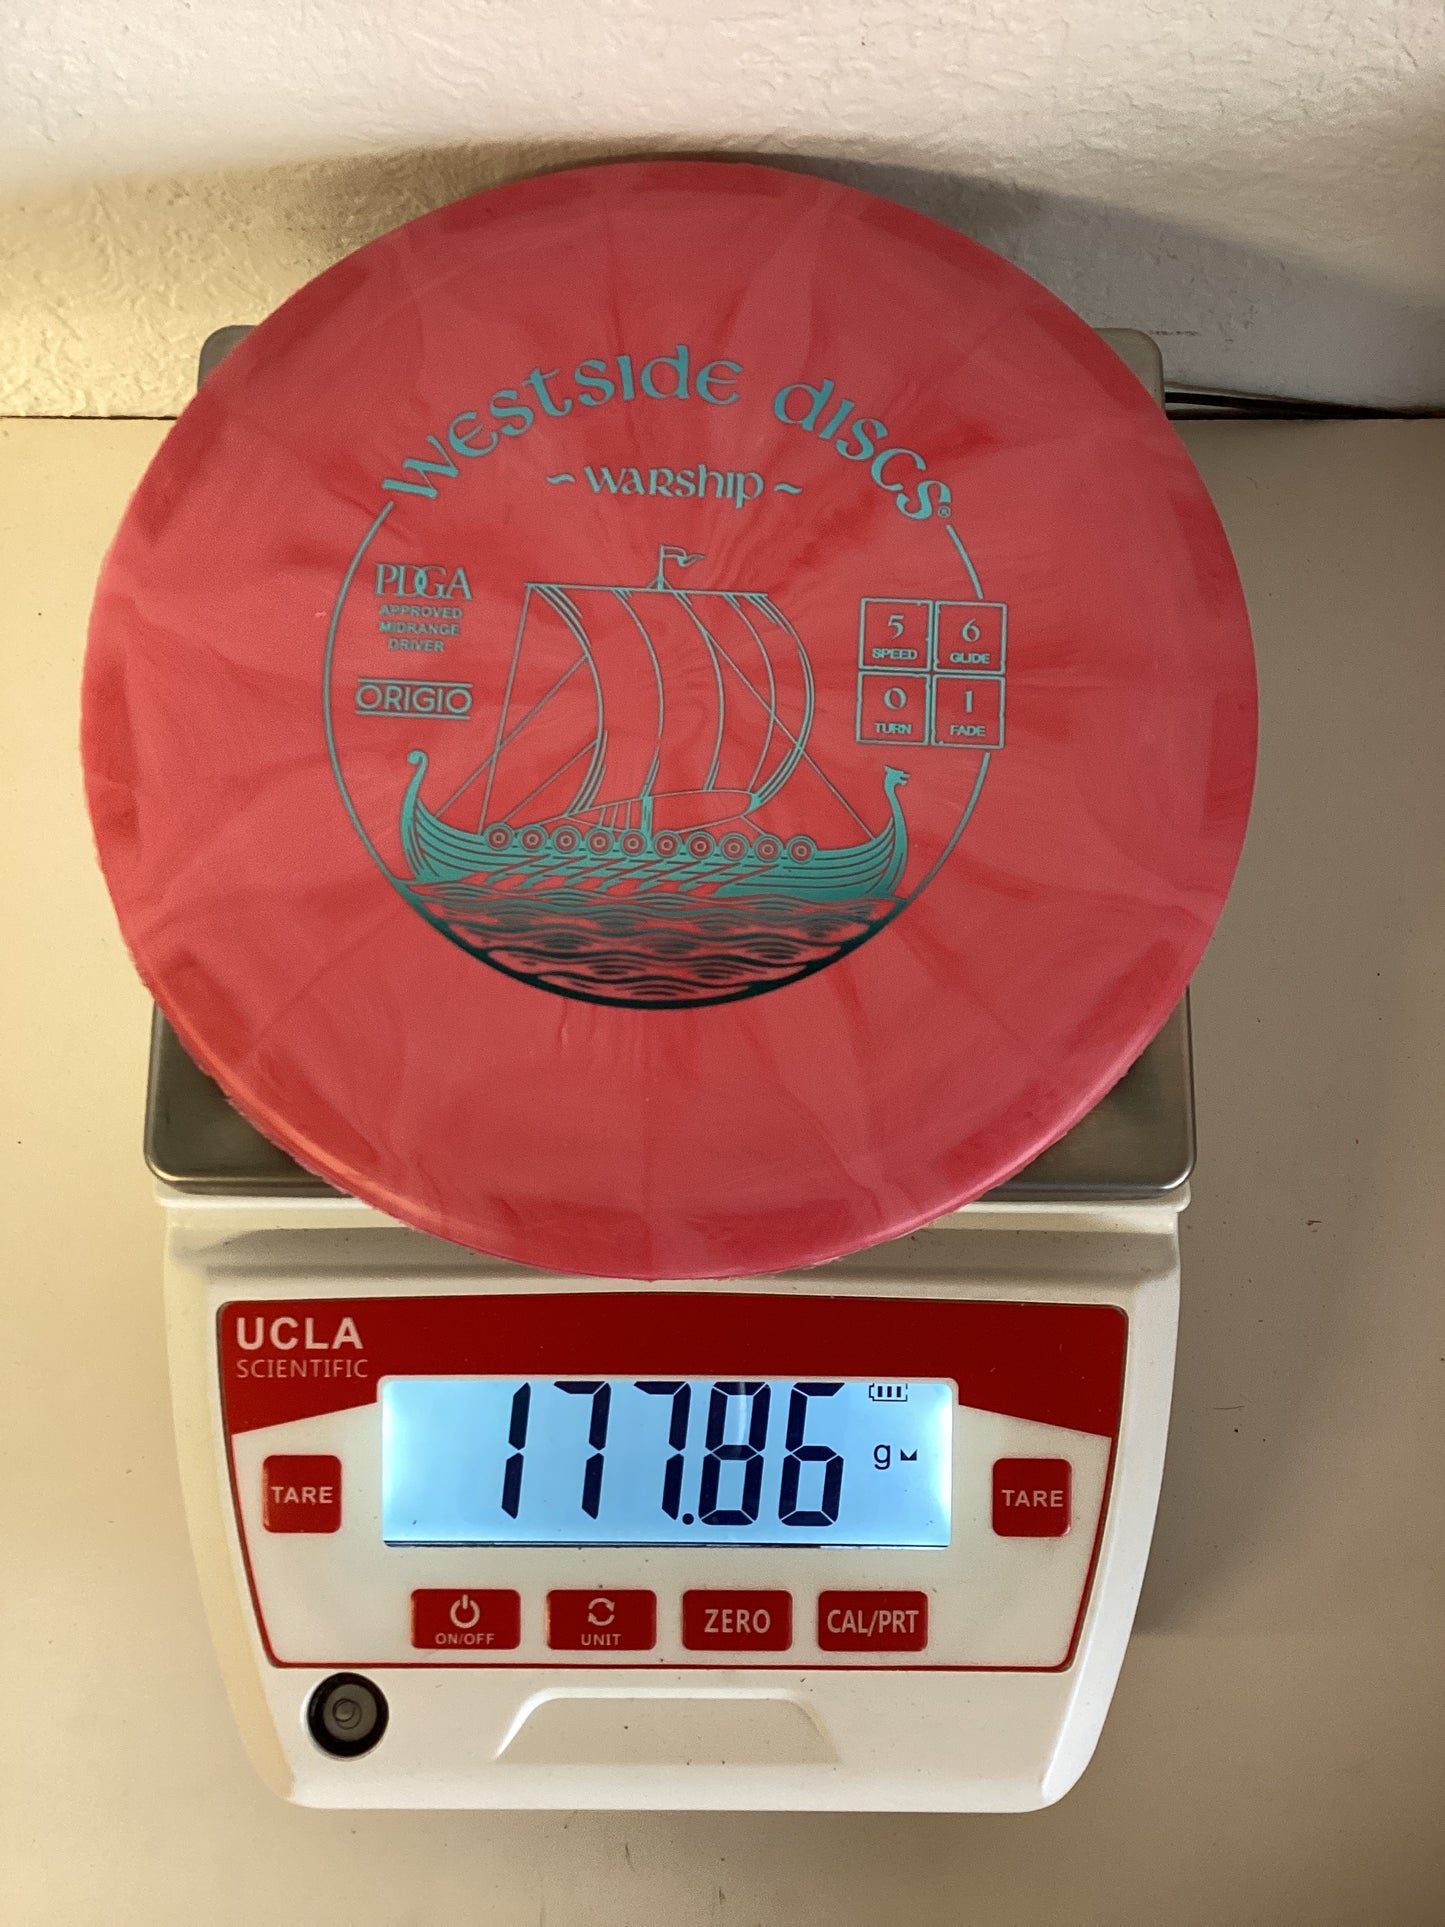 Westside discs®
~ warship ~
PDGA
APPROVED
MIDRANGE
DRIVER
ORIGIO
5
SPEED
6
GLIDE
0
TURN
1
FADE
UCLA
SCIENTIFIC
177.86
g
TARE
TARE
ON/OFF
UNIT
ZERO
CAL/PRT